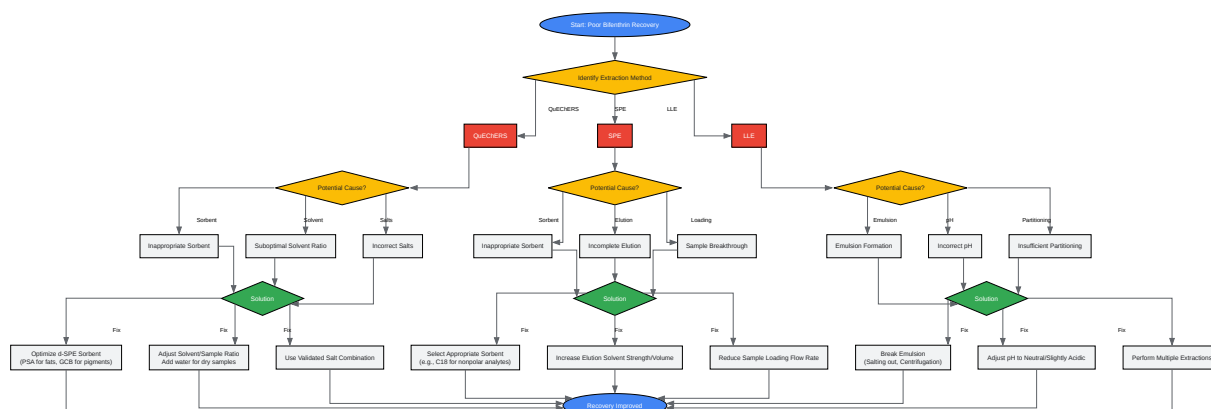 Start: Poor Bifenthrin Recovery
Identify Extraction Method
QuEChERS
SPE
LLE
QuEChERS
SPE
LLE
Potential Cause?
Potential Cause?
Potential Cause?
Sorbent
Solvent
Salts
Sorbent
Elution
Loading
Emulsion
pH
Partitioning
Inappropriate Sorbent
Suboptimal Solvent Ratio
Incorrect Salts
Inappropriate Sorbent
Incomplete Elution
Sample Breakthrough
Emulsion Formation
Incorrect pH
Insufficient Partitioning
Solution
Solution
Solution
Fix
Fix
Fix
Fix
Fix
Fix
Fix
Fix
Fix
Optimize d-SPE Sorbent
(PSA for fats, GCB for pigments)
Adjust Solvent/Sample Ratio
Add water for dry samples
Use Validated Salt Combination
Select Appropriate Sorbent
(e.g., C18 for nonpolar analytes)
Increase Elution Solvent Strength/Volume
Reduce Sample Loading Flow Rate
Break Emulsion
(Salting out, Centrifugation)
Adjust pH to Neutral/Slightly Acidic
Perform Multiple Extractions
Recovery Improved